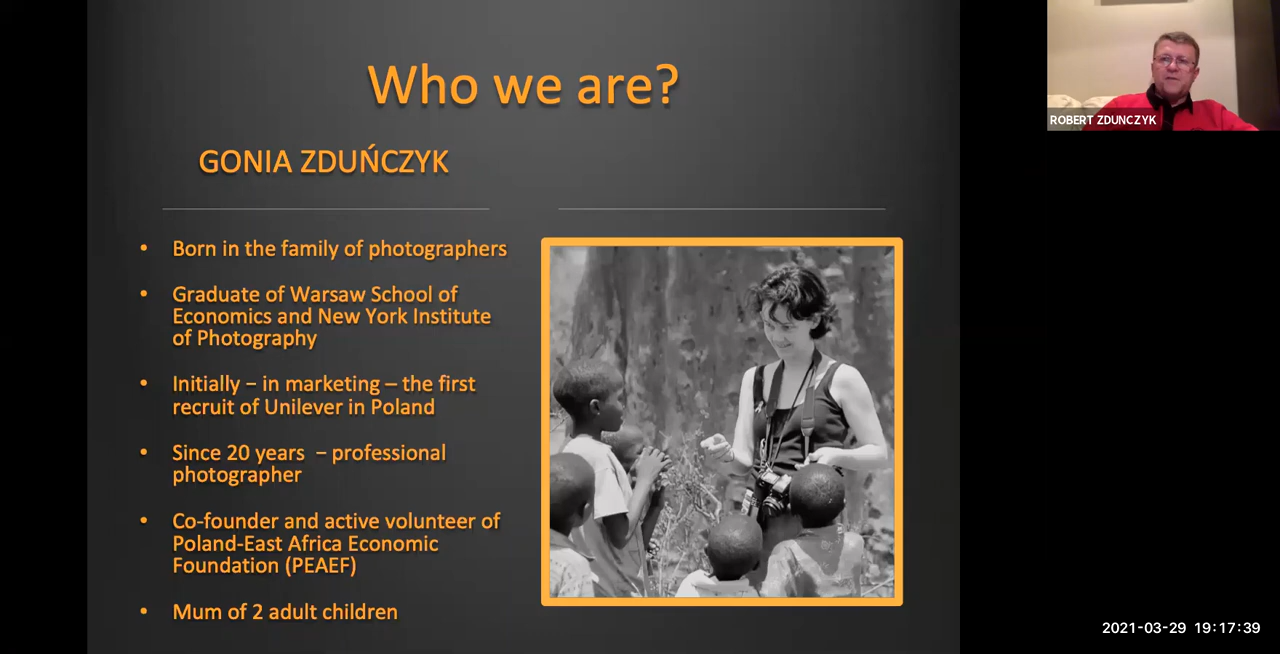 Who we are?
GONIA ZDUŃCZYK
• Born in the family of photographers
• Graduate of Warsaw School of
Economics and New York Institute
of Photography
• Initially – in marketing – the first
recruit of Unilever in Poland
• Since 20 years – professional
photographer
• Co-founder and active volunteer of
Poland-East Africa Economic
Foundation (PEAEF)
• Mum of 2 adult children
ROBERT ZDUNCZYK
2021-03-29 19:17:39